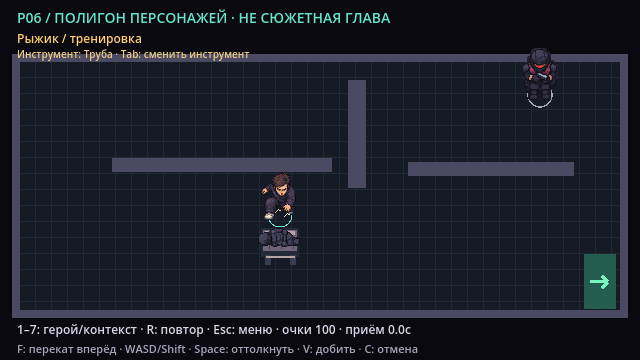 P06 / ПОЛИГОН ПЕРСОНАЖЕЙ · НЕ СЮЖЕТНАЯ ГЛАВА
Рыжик / тренировка
Инструмент: Труба · Tab: сменить инструмент
1–7: герой/контекст · R: повтор · Esc: меню · очки 100 · приём 0.0с
F: перекат вперёд · WASD/Shift · Space: оттолкнуть · V: добить · C: отмена